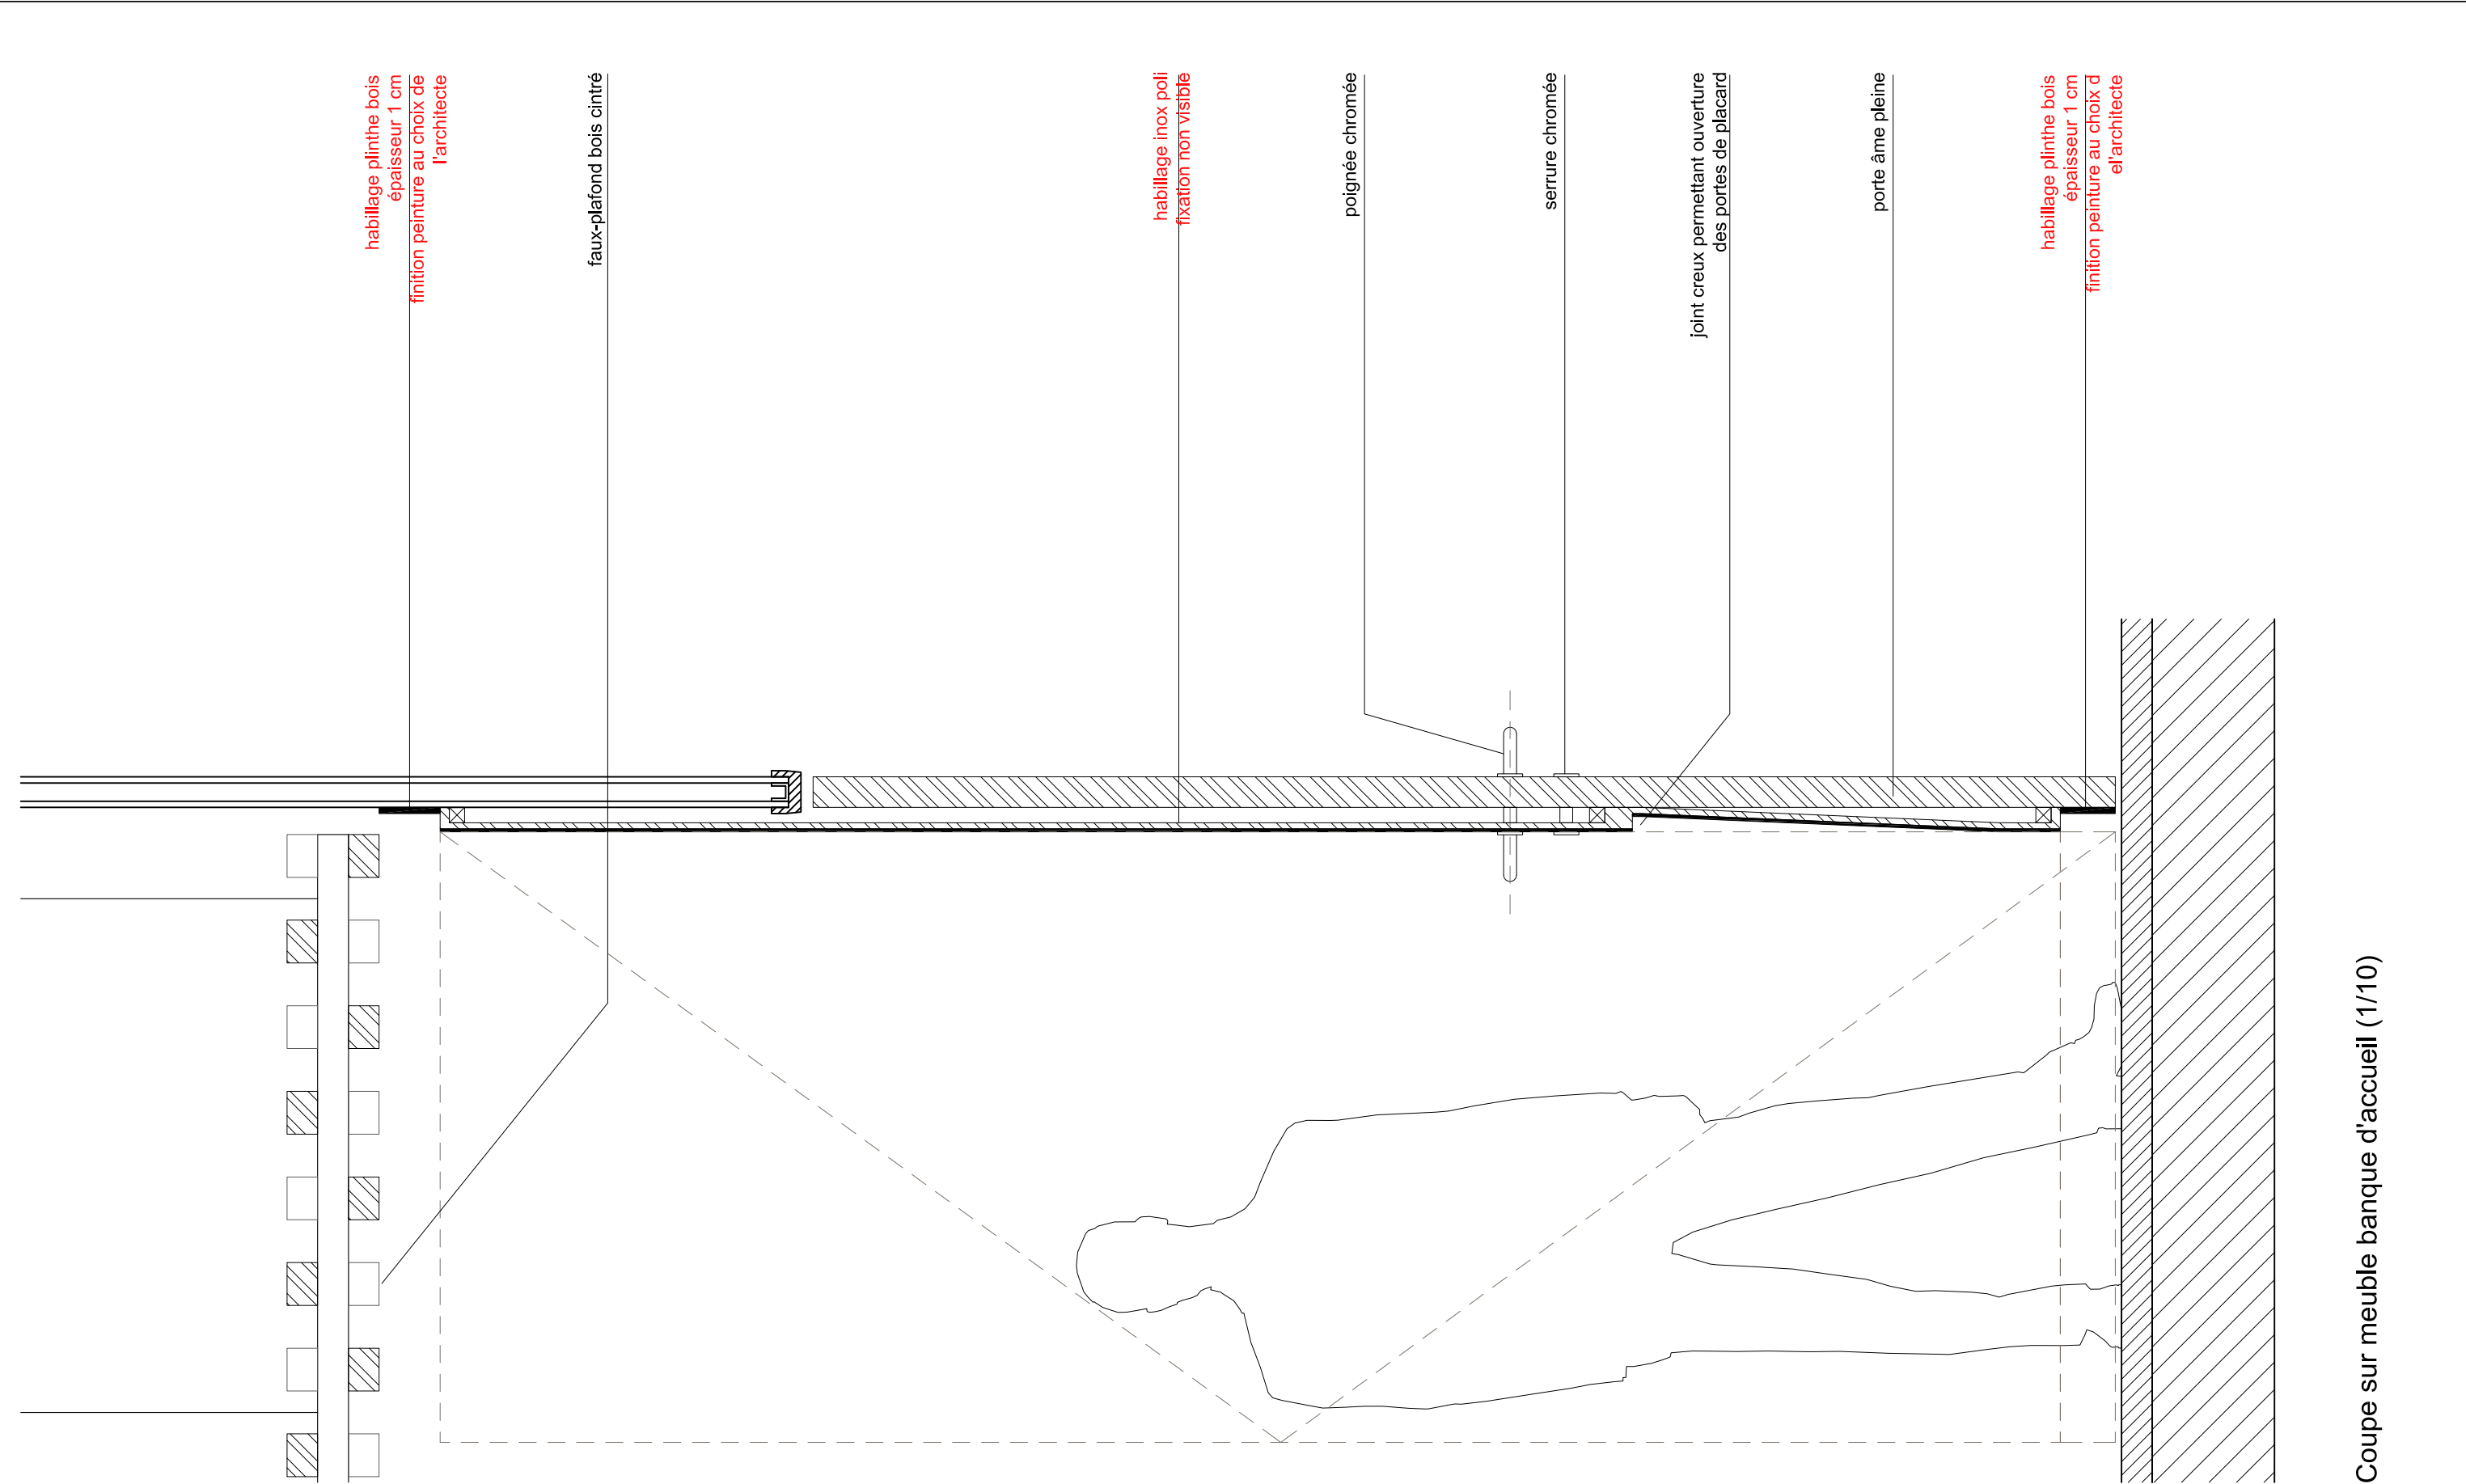 habillage plinthe bois
épaisseur 1 cm
finition peinture au choix de
l'architecte
faux-plafond bois cintré
habillage inox poli
fixation non visible
poignée chromée
serrure chromée
joint creux permettant ouverture
des portes de placard
porte âme pleine
habillage plinthe bois
épaisseur 1 cm
finition peinture au choix d
el'architecte
Coupe sur meuble banque d'accueil (1/10)